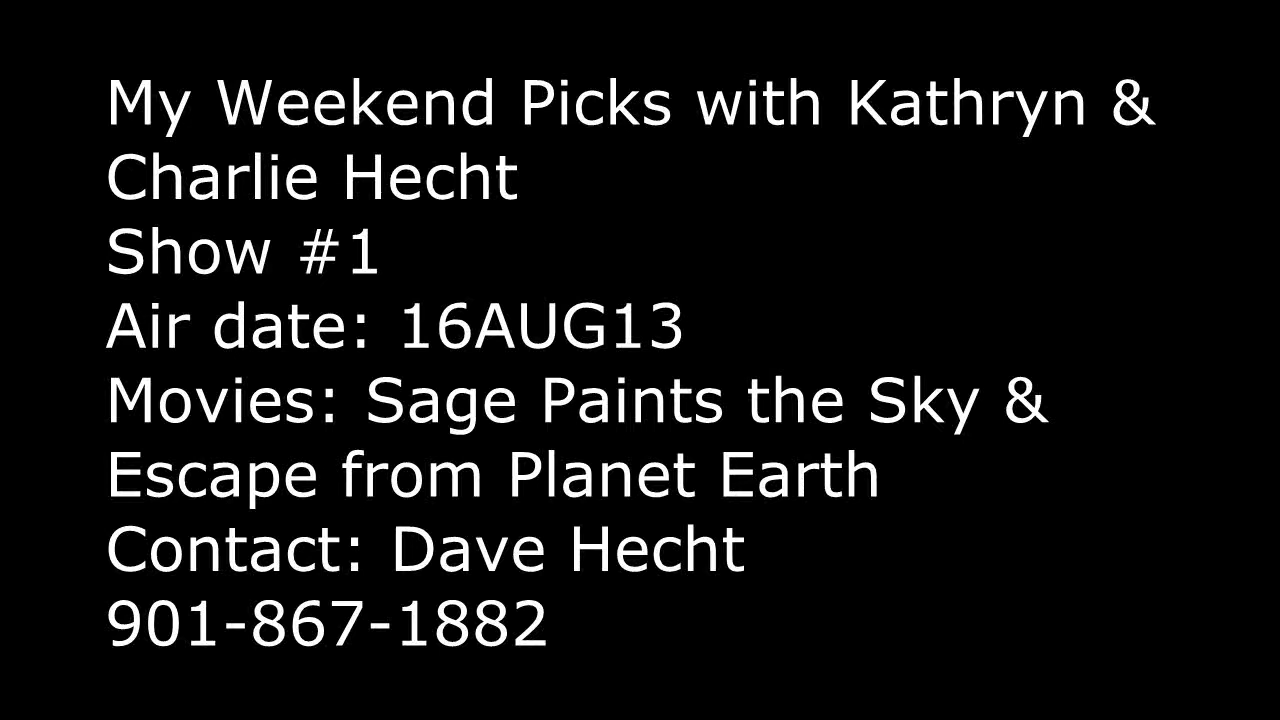 My Weekend Picks with Kathryn &
Charlie Hecht
Show #1
Air date: 16AUG13
Movies: Sage Paints the Sky &
Escape from Planet Earth
Contact: Dave Hecht
901-867-1882